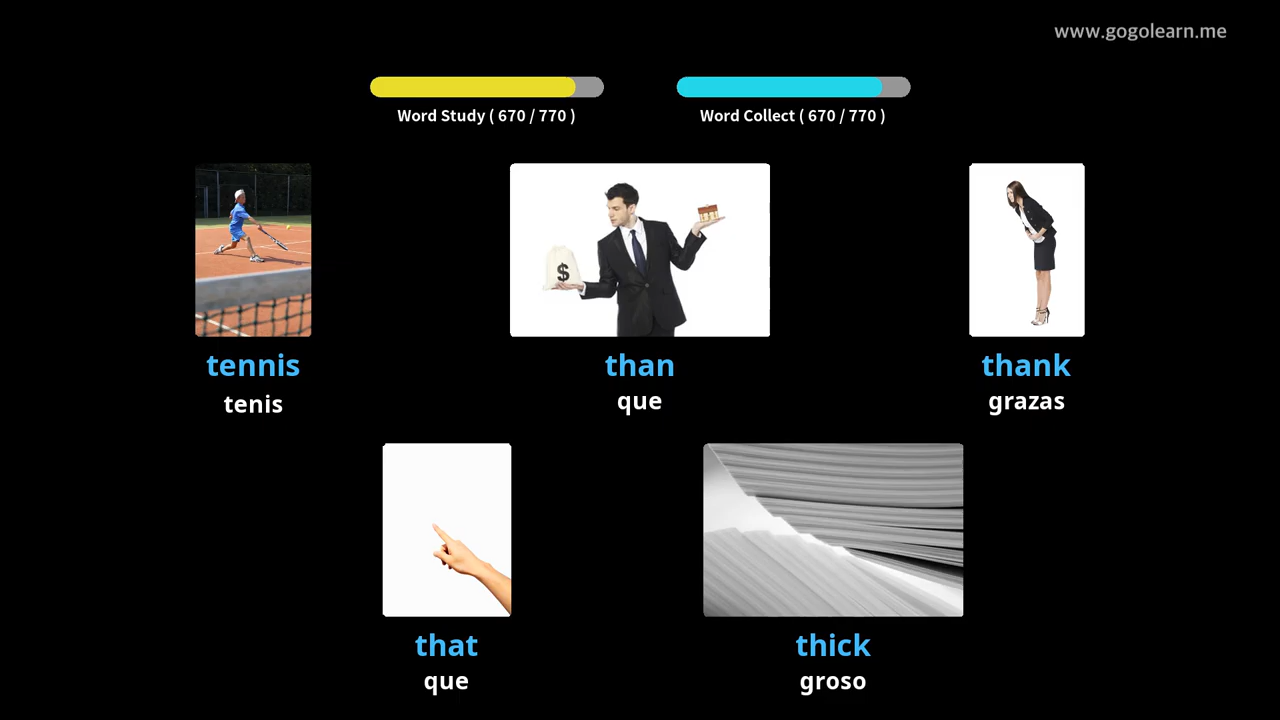 www.gogolearn.me
Word Study ( 670 / 770 )
Word Collect ( 670 / 770 )
tennis
tenis
than
que
thank
grazas
that
que
thick
groso